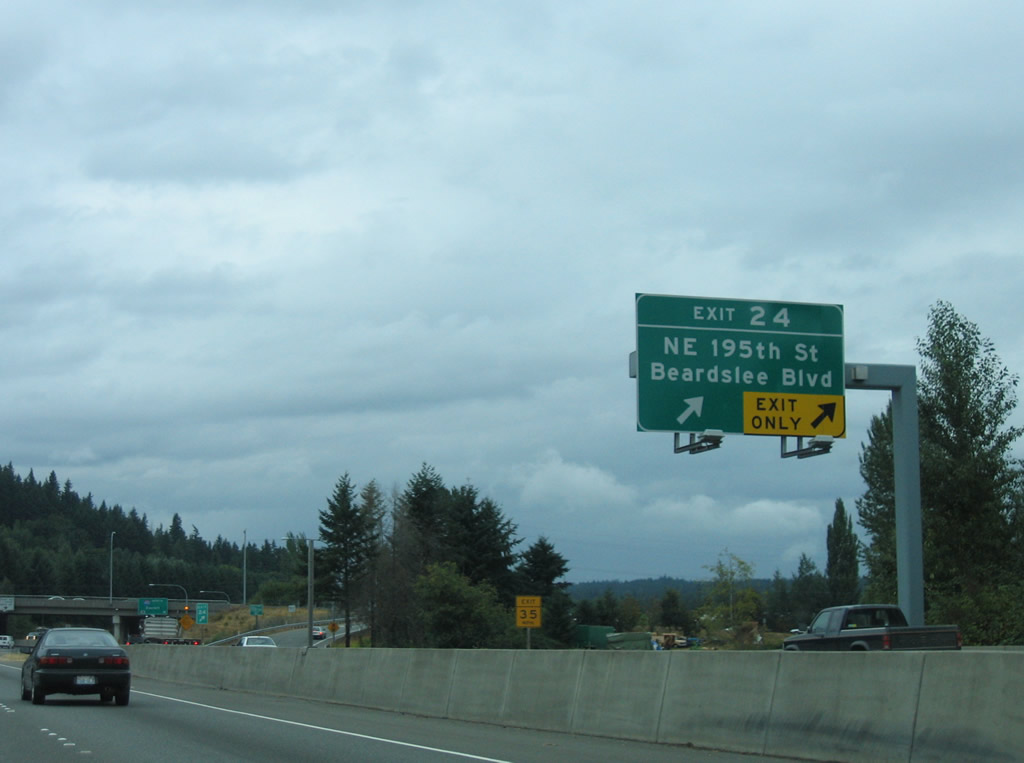 EXIT 24
NE 195th St
Beardslee Blvd
EXIT
ONLY
EXIT
35